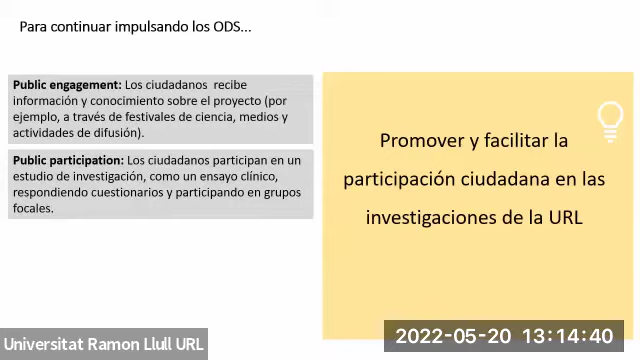 Para continuar impulsando los ODS...
Public engagement: Los ciudadanos recibe
información y conocimiento sobre el proyecto (por
ejemplo, a través de festivales de ciencia, medios y
actividades de difusión).
Public participation: Los ciudadanos participan en un
estudio de investigación, como un ensayo clínico,
respondiendo cuestionarios y participando en grupos
focales.
Promover y facilitar la
participación ciudadana en las
investigaciones de la URL
Universitat Ramon Llull URL
2022-05-20 13:14:40